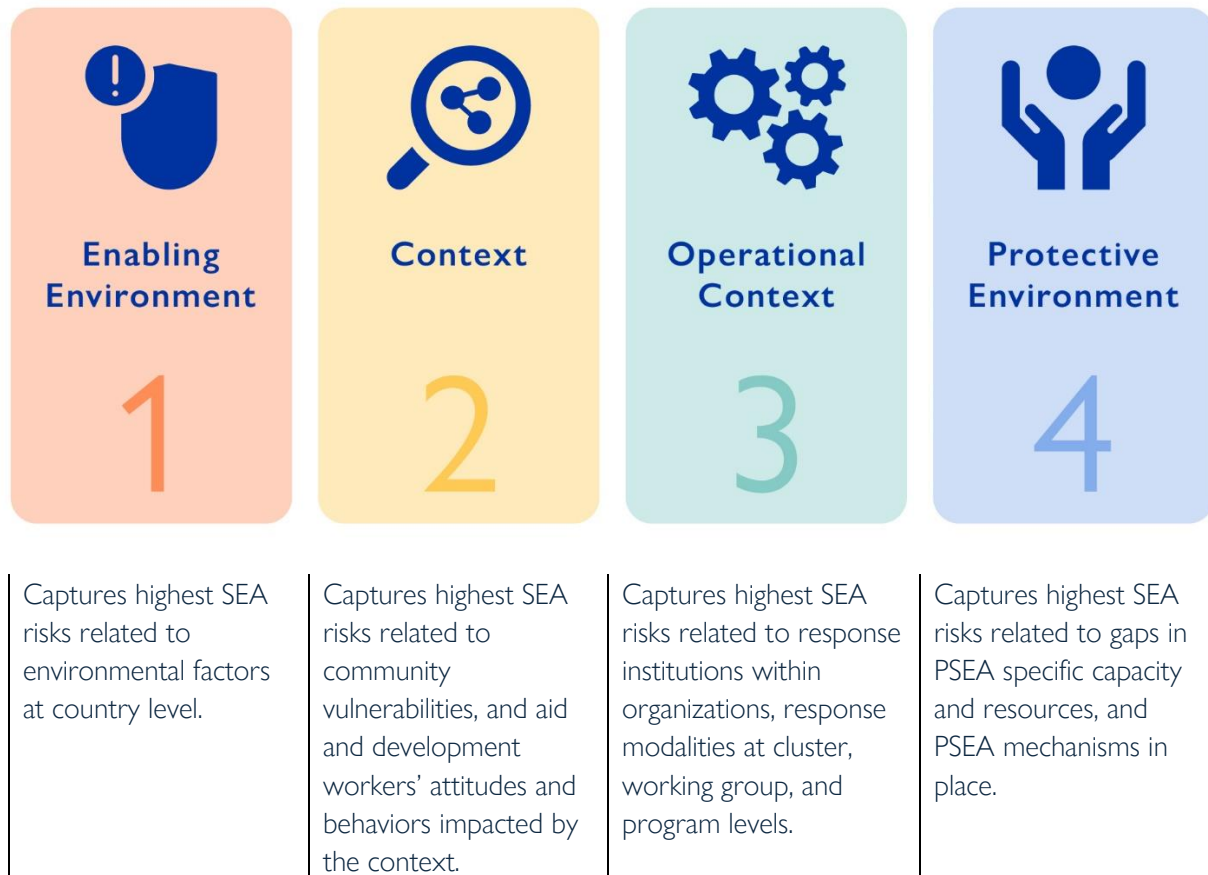 Enabling
Environment
1
Context
2
Operational
Context
3
Protective
Environment
4
Captures highest SEA
risks related to
environmental factors
at country level.
Captures highest SEA
risks related to
community
vulnerabilities, and aid
and development
workers’ attitudes and
behaviors impacted by
the context.
Captures highest SEA
risks related to response
institutions within
organizations, response
modalities at cluster,
working group, and
program levels.
Captures highest SEA
risks related to gaps in
PSEA specific capacity
and resources, and
PSEA mechanisms in
place.